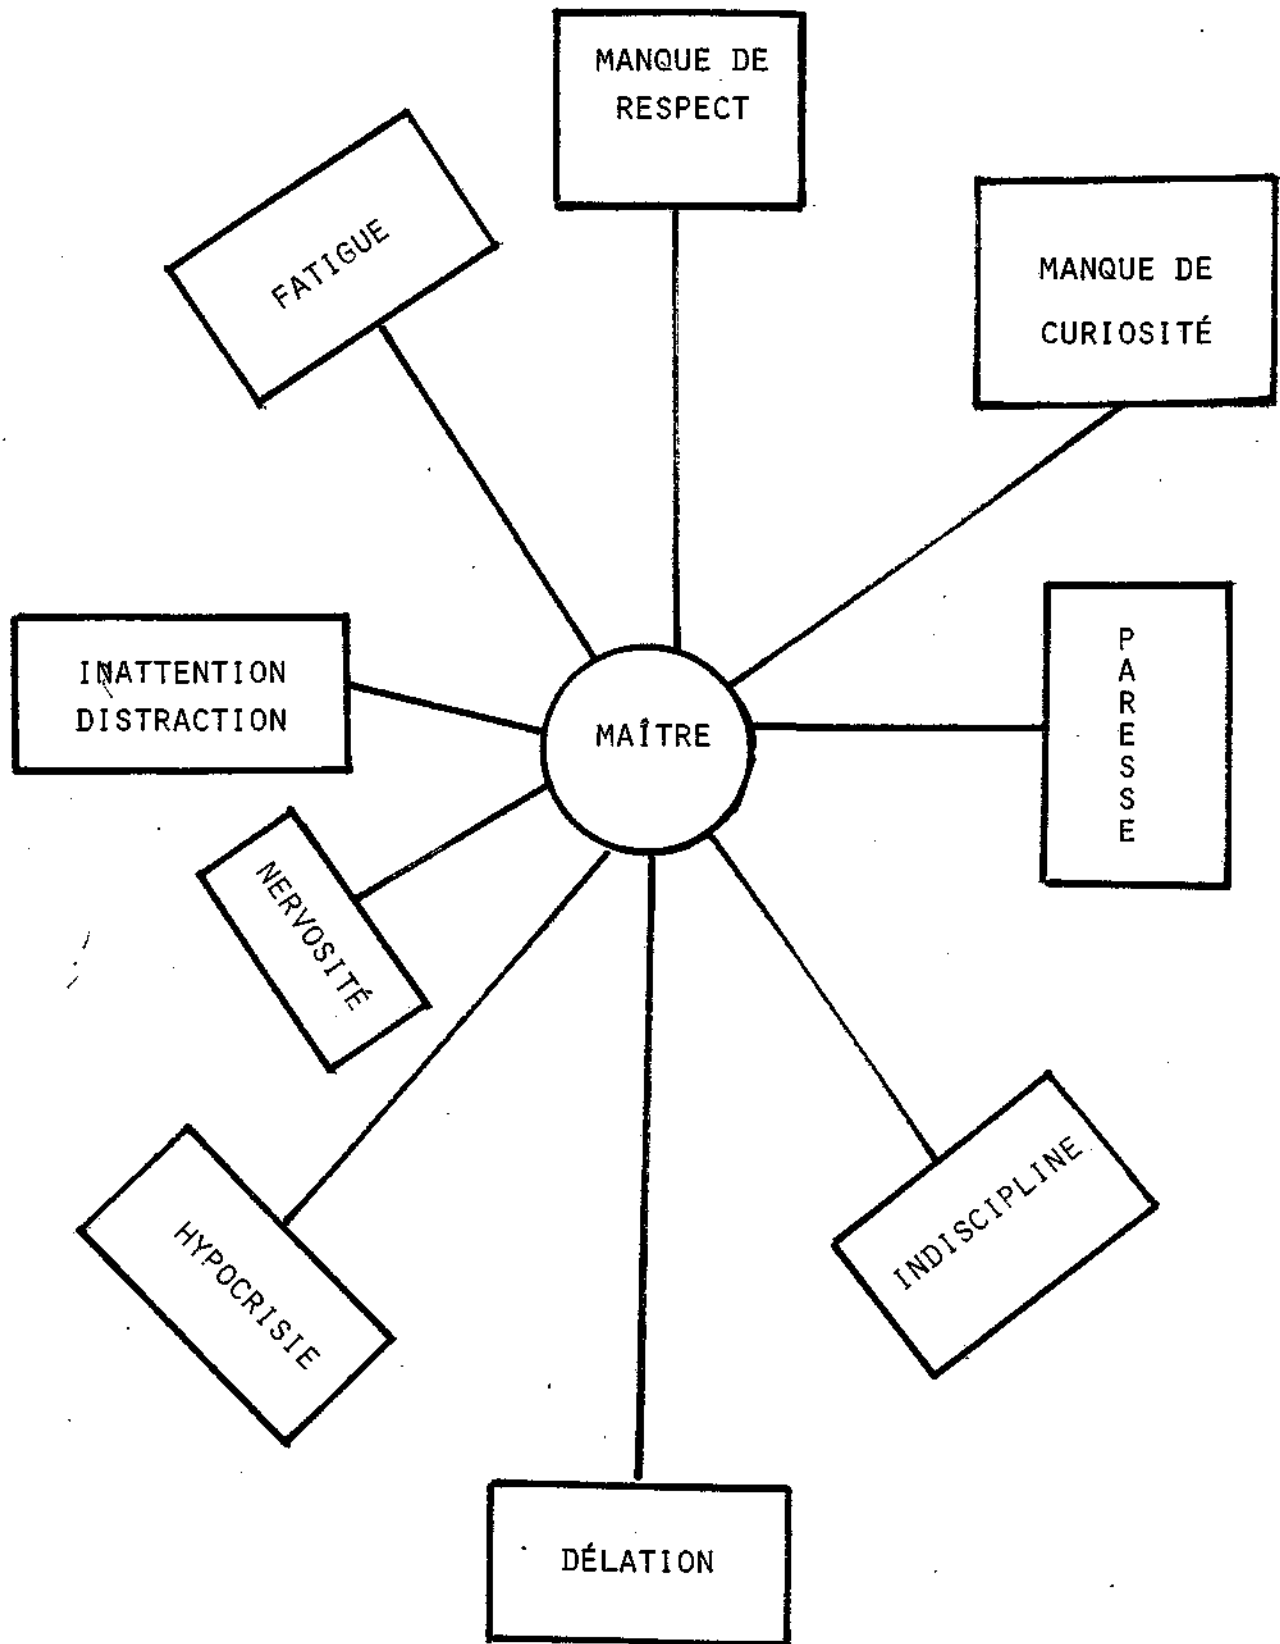 MANQUE DE
RESPECT
FATIGUE
MANQUE DE
CURIOSITÉ
INATTENTION
DISTRACTION
MAÎTRE
PARESSE
NERVOSITÉ
HYPOCRISIE
INDISCIPLINE
DÉLATION